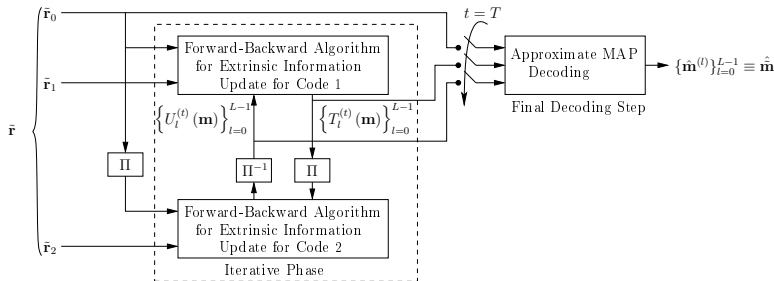 r̃₀
t = T
Forward-Backward Algorithm
for Extrinsic Information
Update for Code 1
Approximate MAP
Decoding
{m̂^(l)}_{l=0}^{L−1} ≡ m̃̂
r̃₁
Final Decoding Step
{U_l^(t) (m)}_{l=0}^{L−1}
{T_l^(t) (m)}_{l=0}^{L−1}
r̃
Π
Π⁻¹
Π
Forward-Backward Algorithm
for Extrinsic Information
Update for Code 2
r̃₂
Iterative Phase